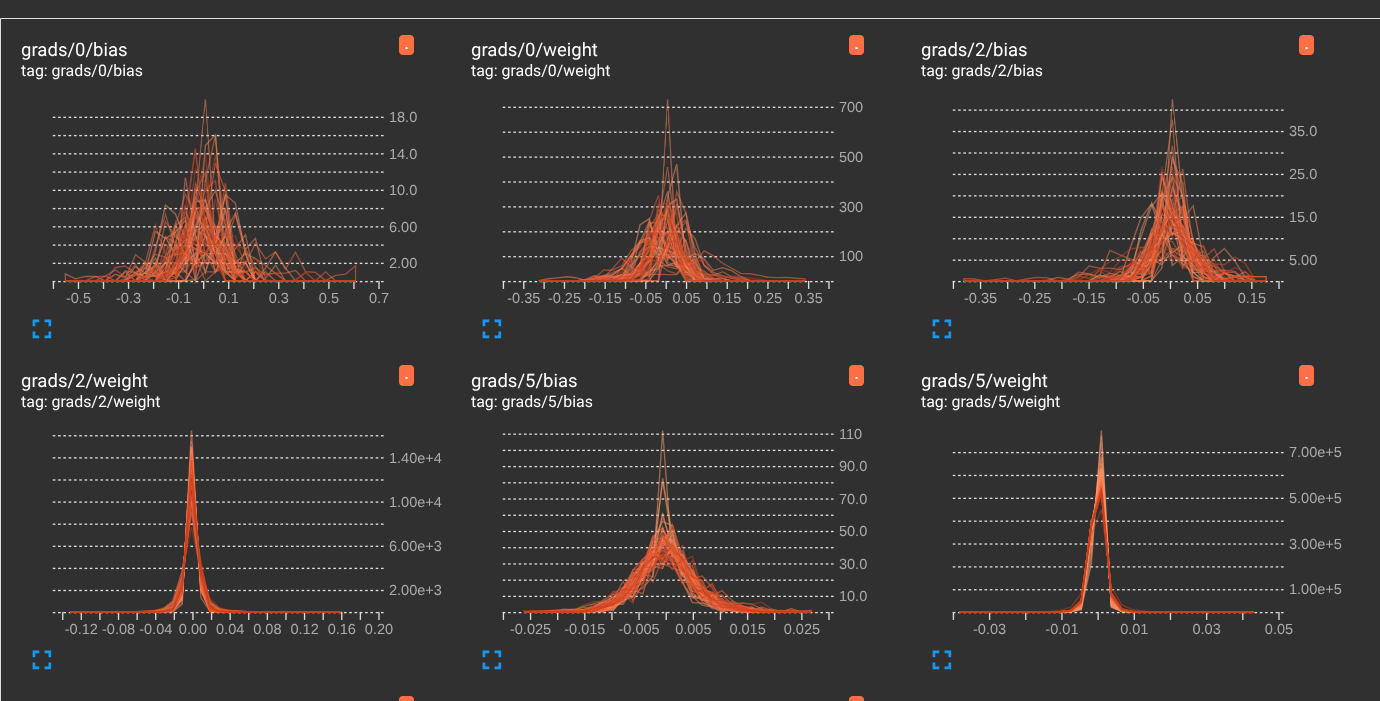 grads/0/bias
tag: grads/0/bias
18.0
14.0
10.0
6.00
2.00
-0.5 -0.3 -0.1 0.1 0.3 0.5 0.7
grads/0/weight
tag: grads/0/weight
700
500
300
100
-0.35 -0.25 -0.15 -0.05 0.05 0.15 0.25 0.35
grads/2/bias
tag: grads/2/bias
35.0
25.0
15.0
5.00
-0.35 -0.25 -0.15 -0.05 0.05 0.15
grads/2/weight
tag: grads/2/weight
1.40e+4
1.00e+4
6.00e+3
2.00e+3
-0.12 -0.08 -0.04 0.00 0.04 0.08 0.12 0.16 0.20
grads/5/bias
tag: grads/5/bias
110
90.0
70.0
50.0
30.0
10.0
-0.025 -0.015 -0.005 0.005 0.015 0.025
grads/5/weight
tag: grads/5/weight
7.00e+5
5.00e+5
3.00e+5
1.00e+5
-0.03 -0.01 0.01 0.03 0.05